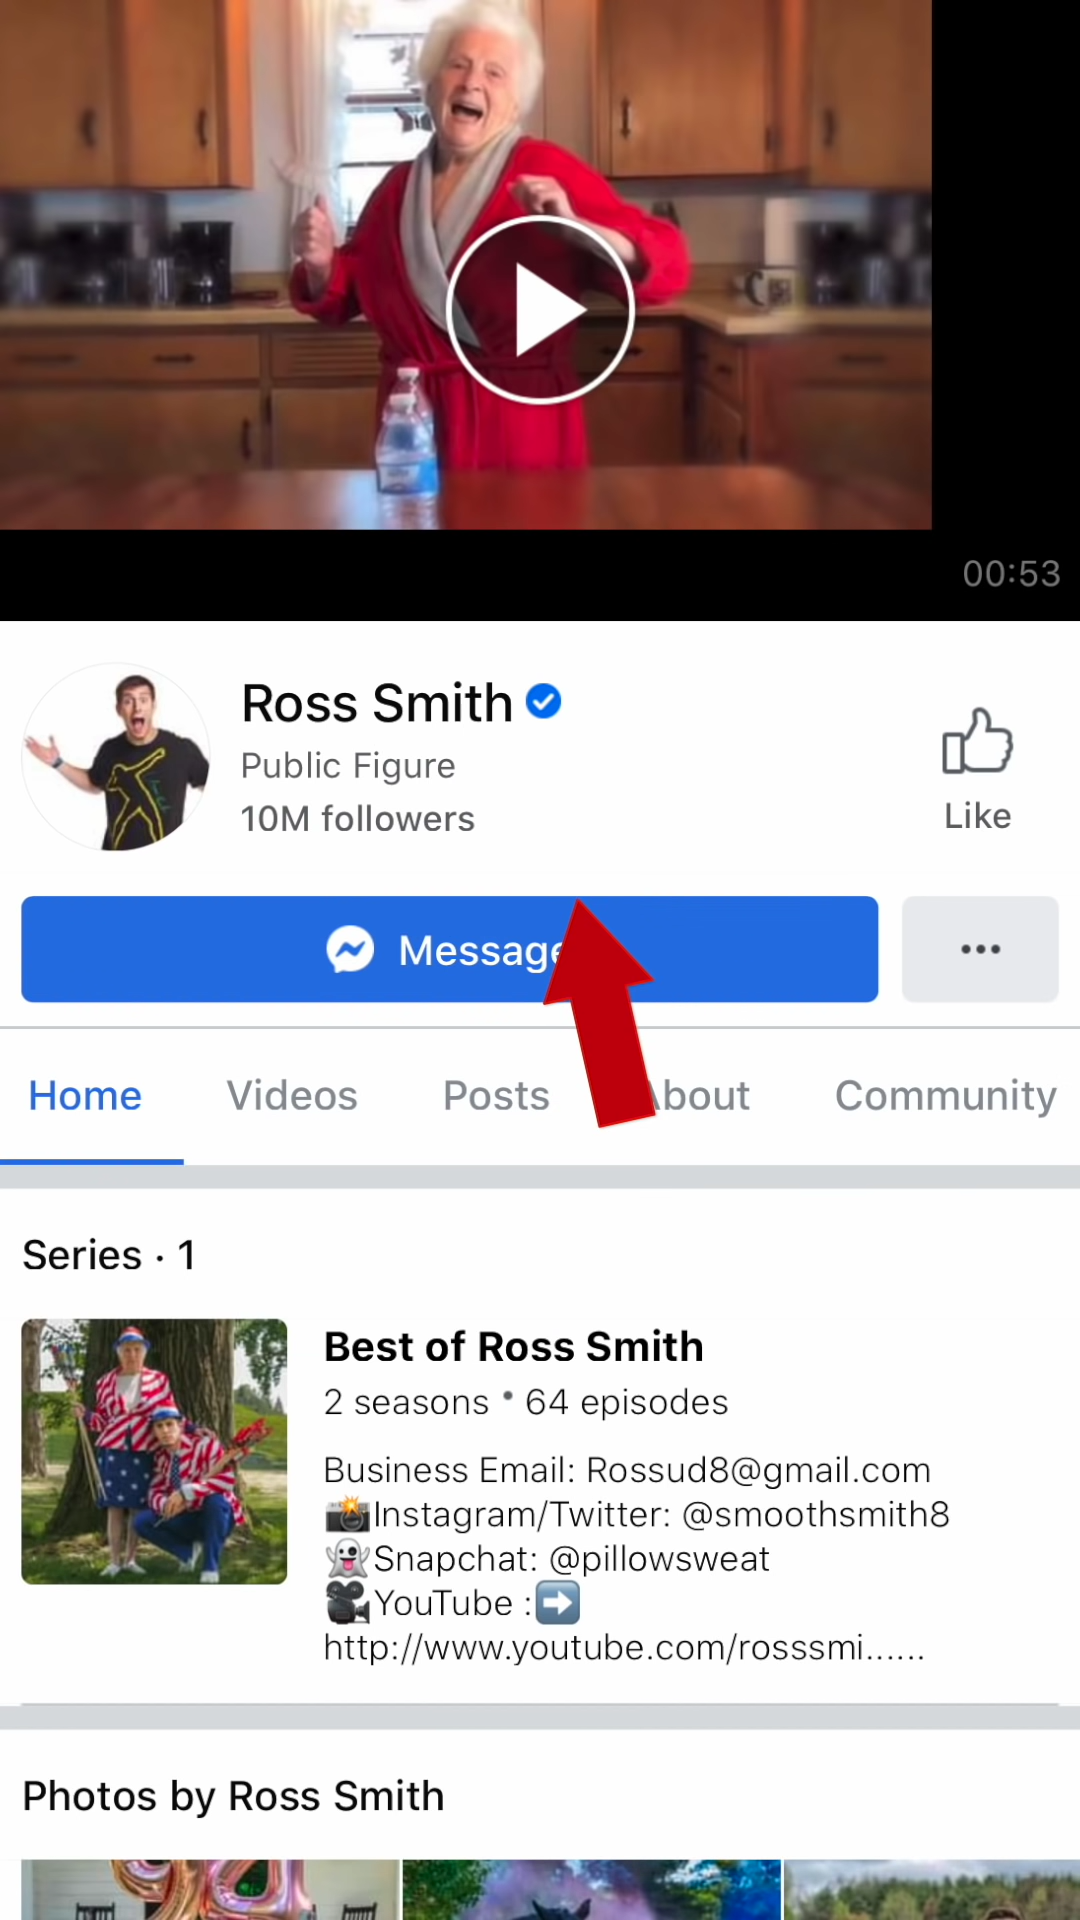 00:53
Ross Smith
Public Figure
10M followers
Like
Message
Home Videos Posts About Community
Series · 1
Best of Ross Smith
2 seasons • 64 episodes
Business Email: Rossud8@gmail.com
📸Instagram/Twitter: @smoothsmith8
👻Snapchat: @pillowsweat
🎥YouTube :➡️
http://www.youtube.com/rosssmi......
Photos by Ross Smith